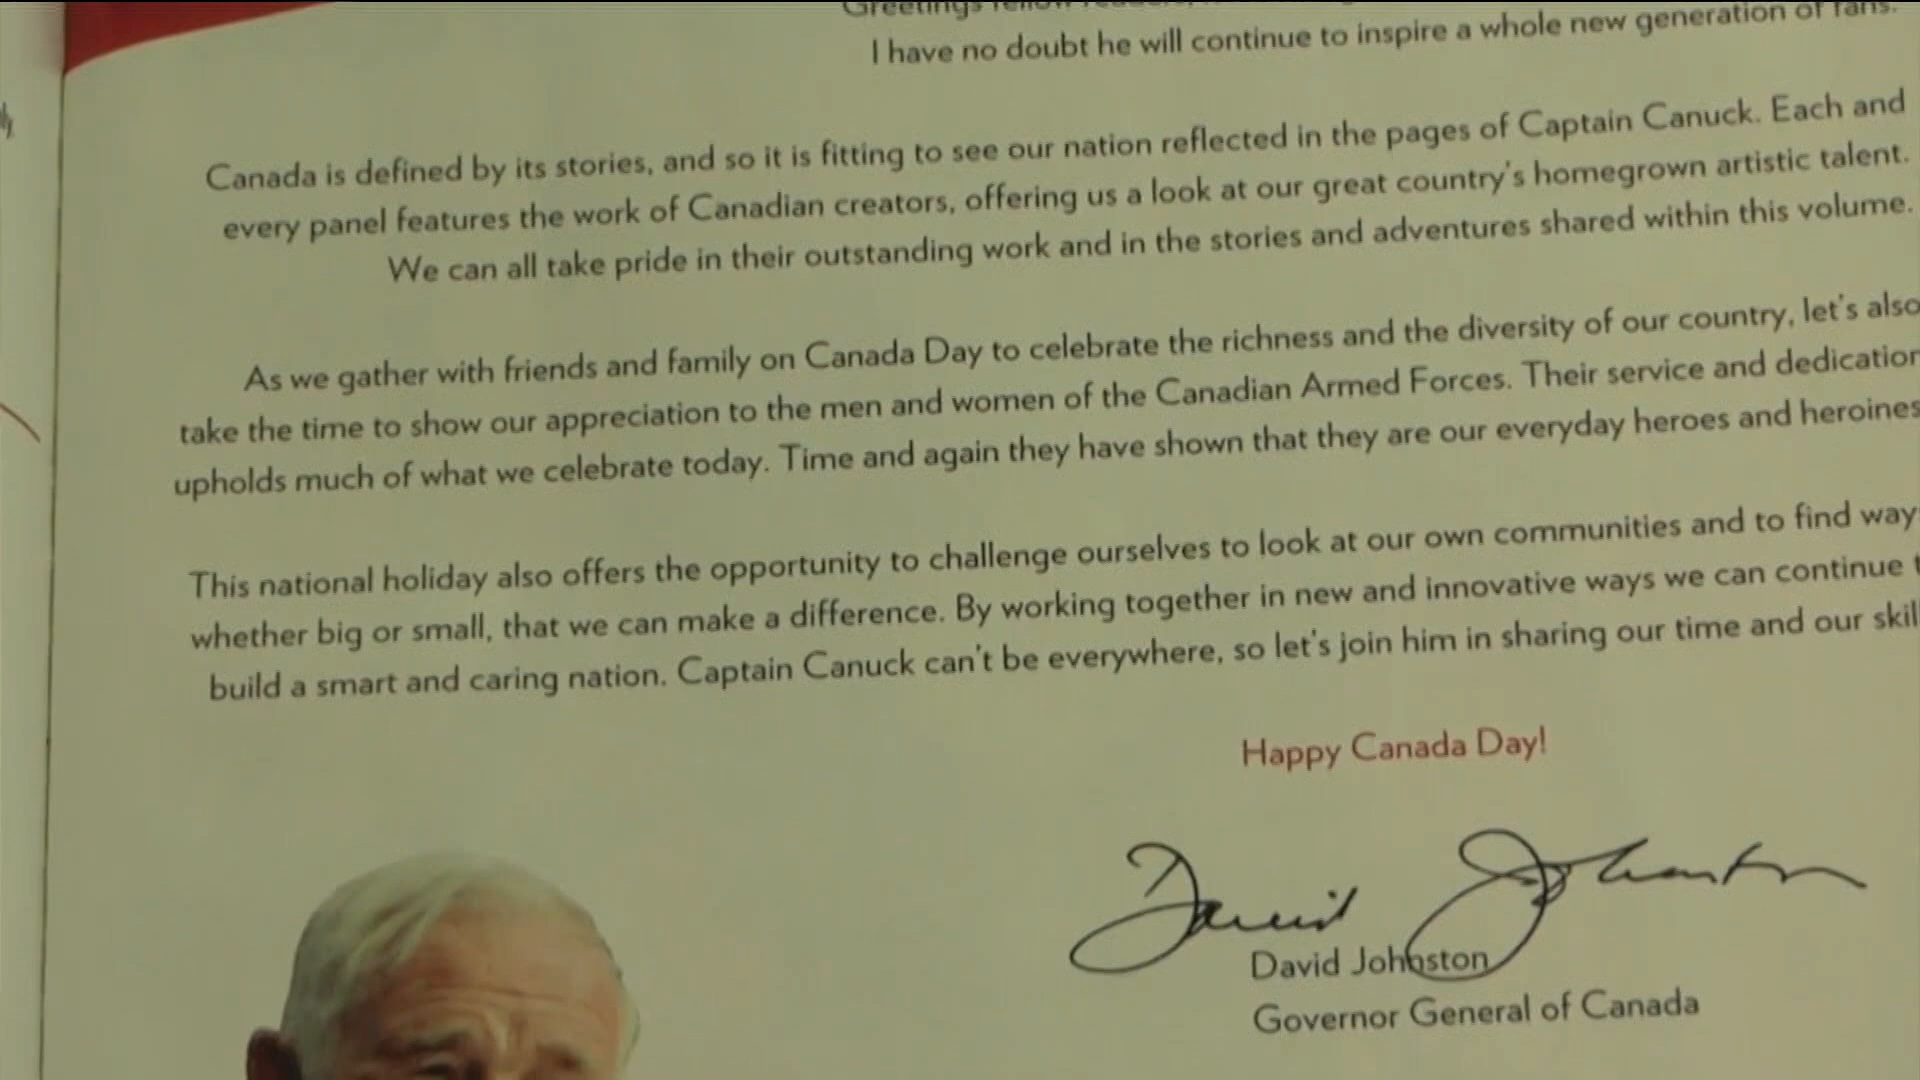 Greetings fellow
I have no doubt he will continue to inspire a whole new generation of fans.
Canada is defined by its stories, and so it is fitting to see our nation reflected in the pages of Captain Canuck. Each and
every panel features the work of Canadian creators, offering us a look at our great country's homegrown artistic talent.
We can all take pride in their outstanding work and in the stories and adventures shared within this volume.
As we gather with friends and family on Canada Day to celebrate the richness and the diversity of our country, let's also
take the time to show our appreciation to the men and women of the Canadian Armed Forces. Their service and dedication
upholds much of what we celebrate today. Time and again they have shown that they are our everyday heroes and heroines
This national holiday also offers the opportunity to challenge ourselves to look at our own communities and to find way
whether big or small, that we can make a difference. By working together in new and innovative ways we can continue t
build a smart and caring nation. Captain Canuck can't be everywhere, so let's join him in sharing our time and our skil
Happy Canada Day!
David Johnston
David Johnston
Governor General of Canada